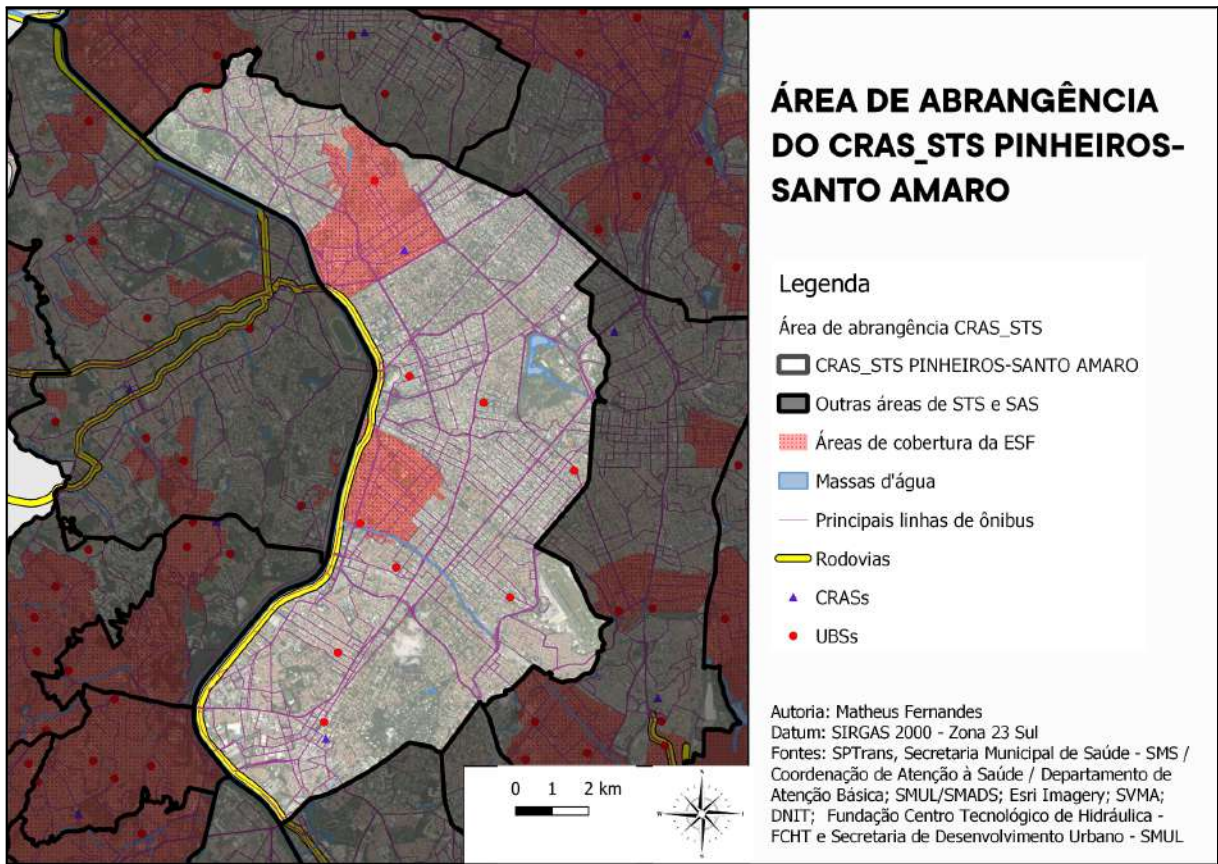 ÁREA DE ABRANGÊNCIA
DO CRAS_STS PINHEIROS-
SANTO AMARO
Legenda
Área de abrangência CRAS_STS
CRAS_STS PINHEIROS-SANTO AMARO
Outras áreas de STS e SAS
Áreas de cobertura da ESF
Massas d'água
Principais linhas de ônibus
Rodovias
CRASs
UBSs
Autoria: Matheus Fernandes
Datum: SIRGAS 2000 - Zona 23 Sul
Fontes: SPTrans, Secretaria Municipal de Saúde - SMS /
Coordenação de Atenção à Saúde / Departamento de
Atenção Básica; SMUL/SMADS; Esri Imagery; SVMA;
DNIT; Fundação Centro Tecnológico de Hidráulica -
FCHT e Secretaria de Desenvolvimento Urbano - SMUL
0 1 2 km